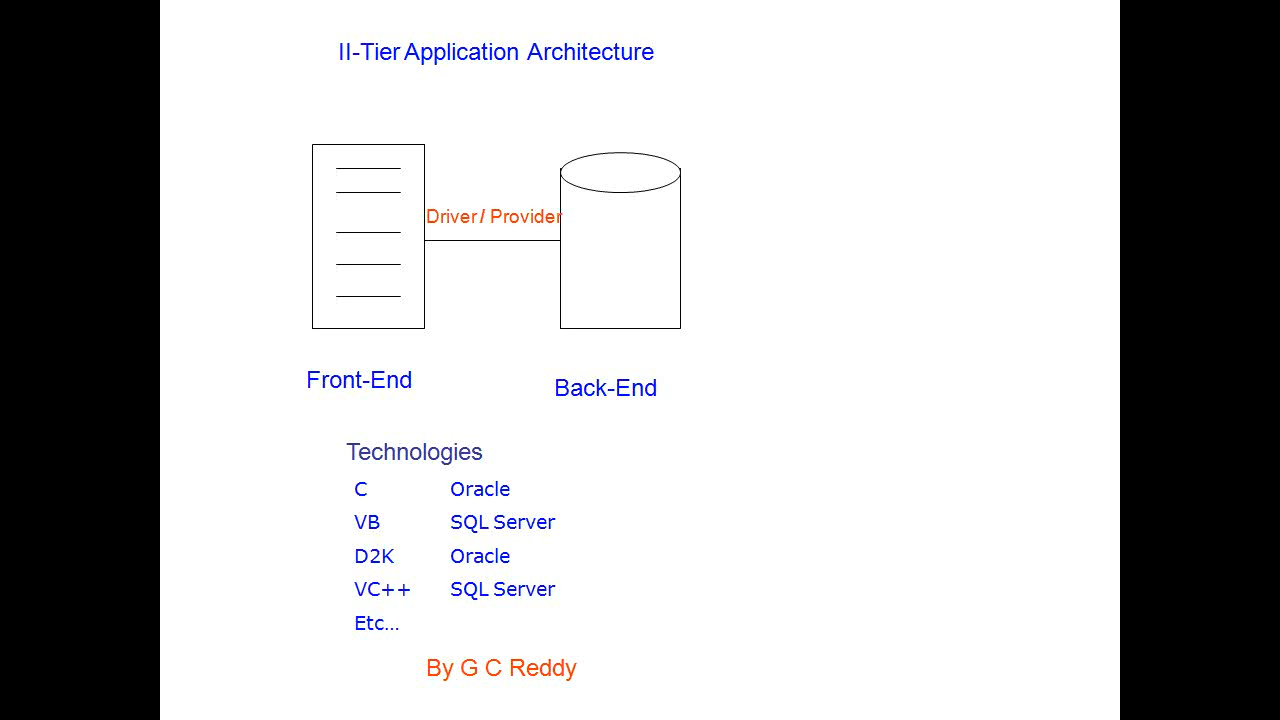 II-Tier Application Architecture
Driver / Provider
Front-End
Back-End
Technologies
C Oracle
VB SQL Server
D2K Oracle
VC++ SQL Server
Etc...
By G C Reddy